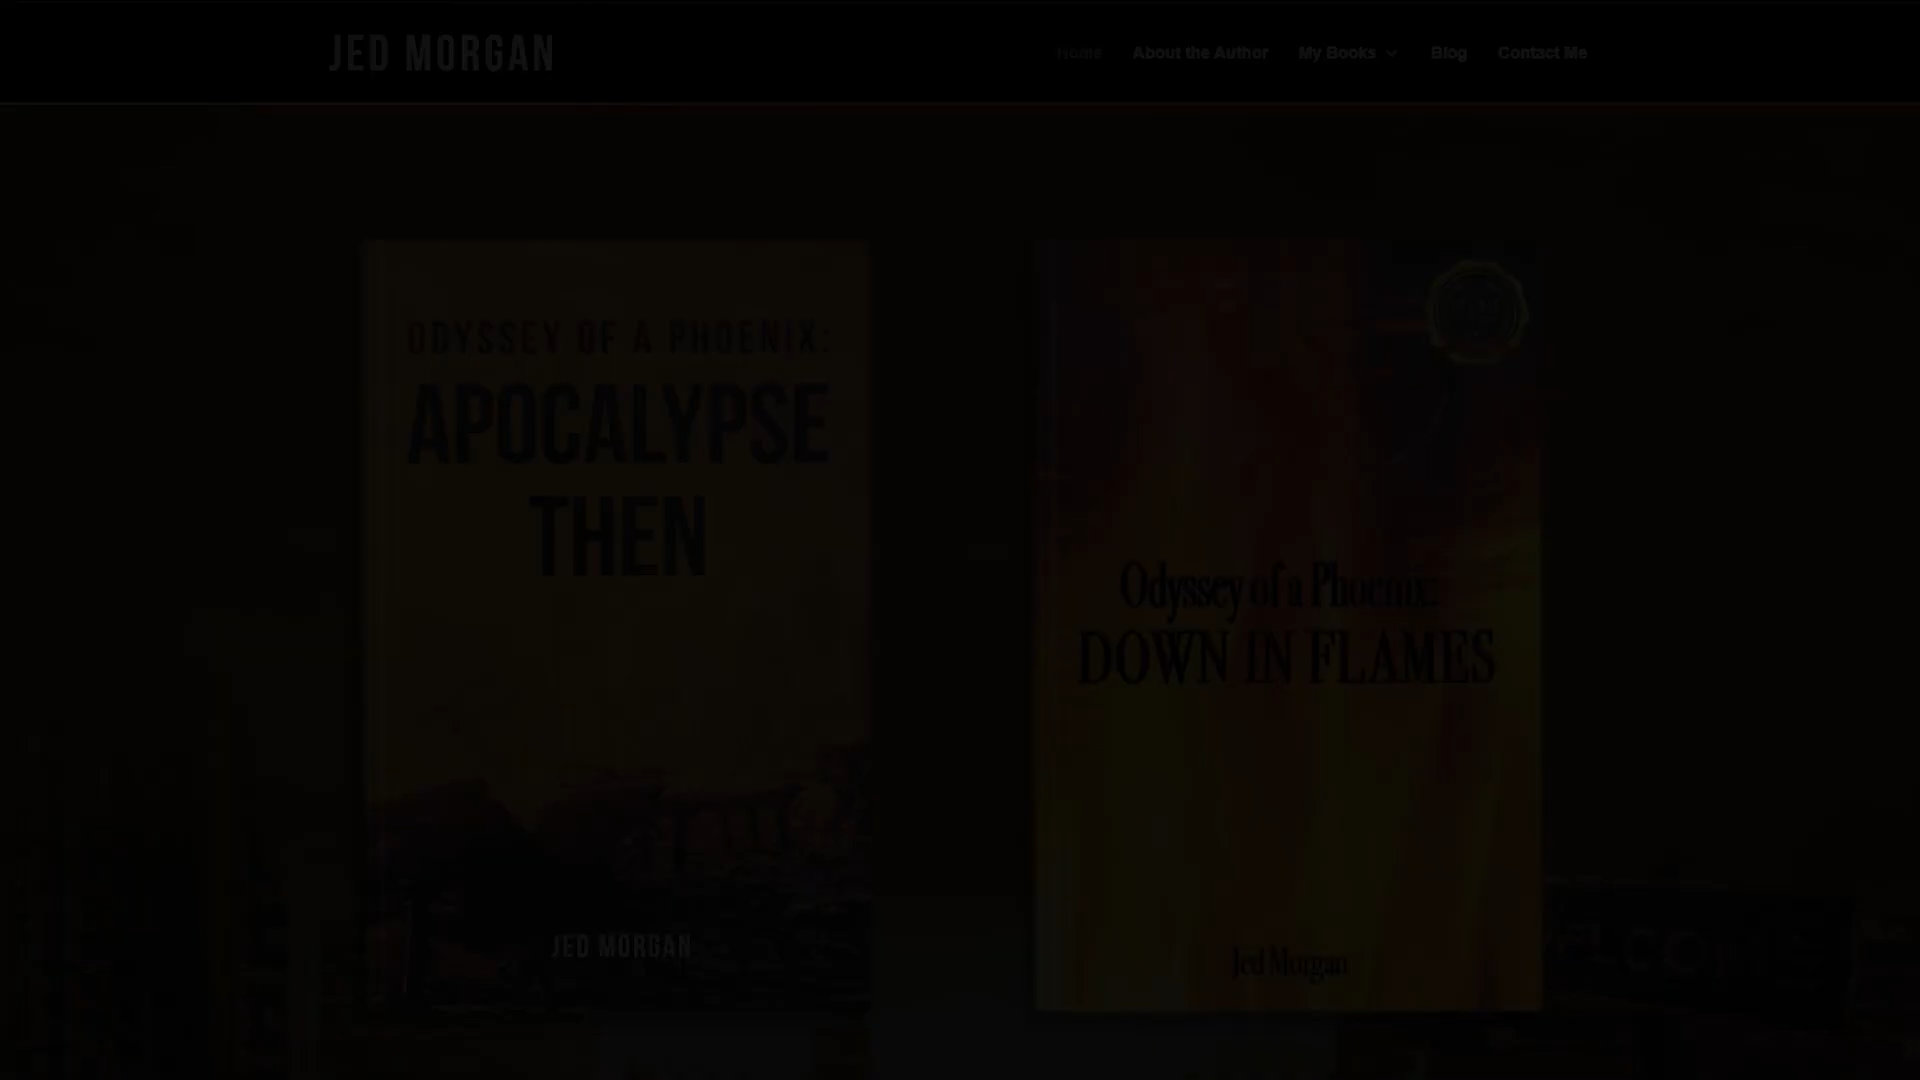 JED MORGAN
Home About the Author My Books Blog Contact Me
ODYSSEY OF A PHOENIX:
APOCALYPSE
THEN
JED MORGAN
Odyssey of a Phoenix:
DOWN IN FLAMES
Jed Morgan